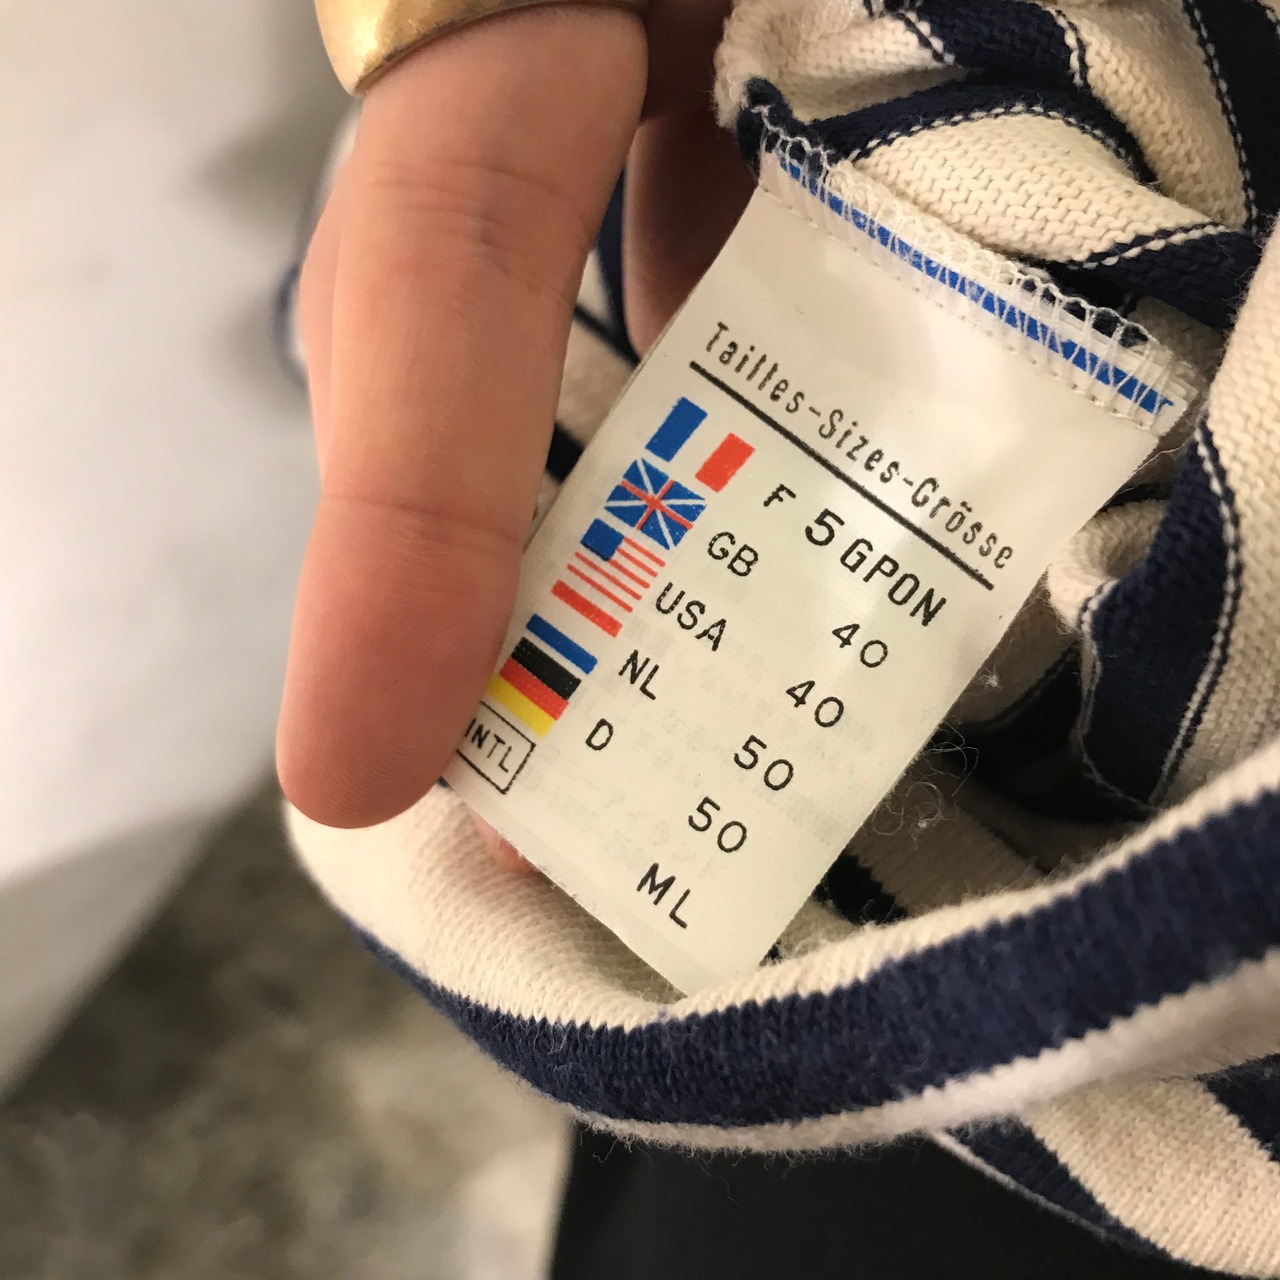 Tailles-Sizes-Grösse
F 5 GPON
GB 40
USA 40
NL 50
D 50
INTL ML